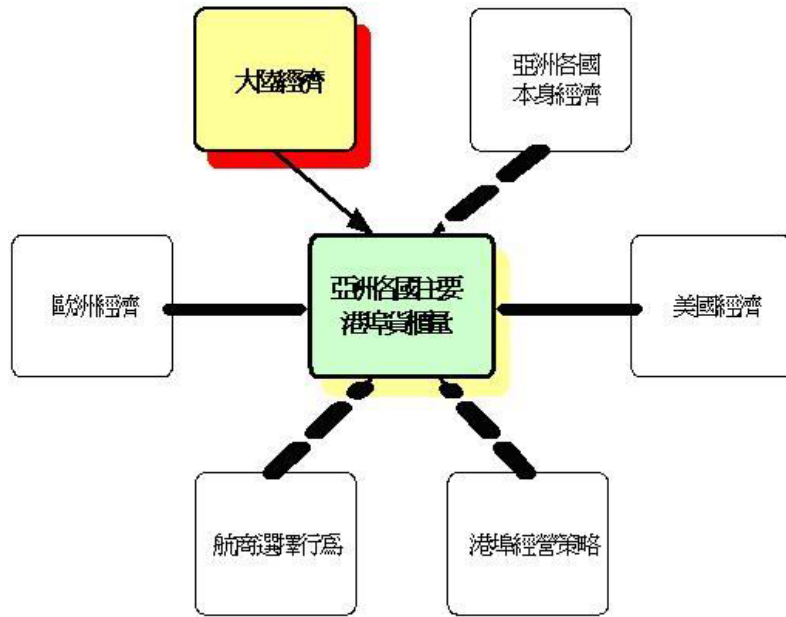 大陸經濟
亞洲各國
本身經濟
歐洲經濟
亞洲各國主要
港埠貨櫃量
美國經濟
航商選擇行為
港埠經營策略